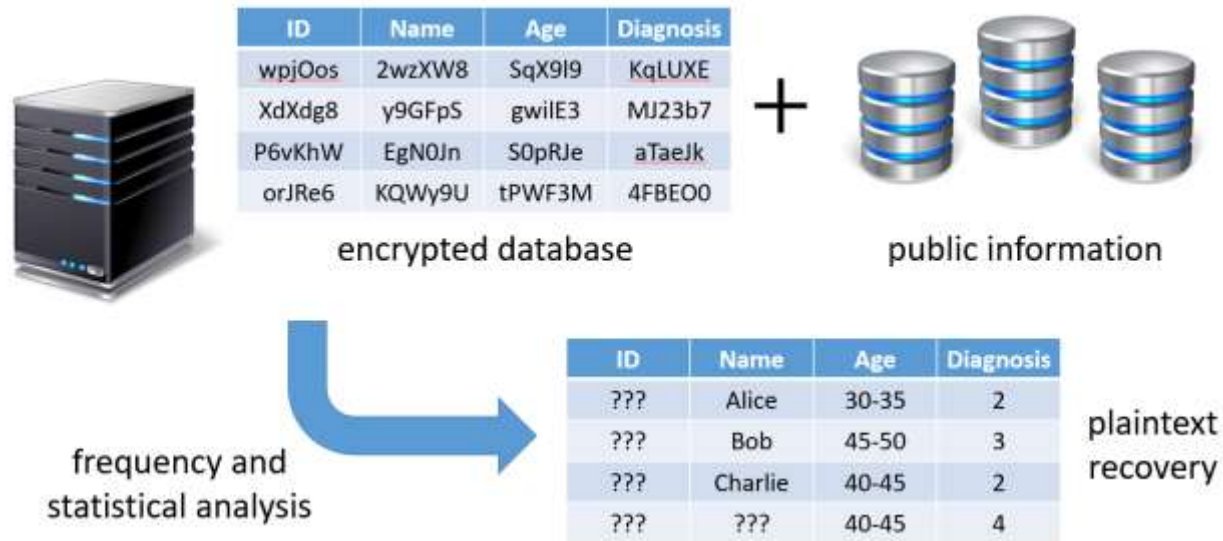 ID Name Age Diagnosis
wpjOos 2wzXW8 SqX9l9 KqLUXE
XdXdg8 y9GFpS gwilE3 MJ23b7
P6vKhW EgN0Jn S0pRJe aTaeJk
orJRe6 KQWy9U tPWF3M 4FBEO0
+
encrypted database
public information
ID Name Age Diagnosis
??? Alice 30-35 2
??? Bob 45-50 3
??? Charlie 40-45 2
??? ??? 40-45 4
frequency and
statistical analysis
plaintext
recovery